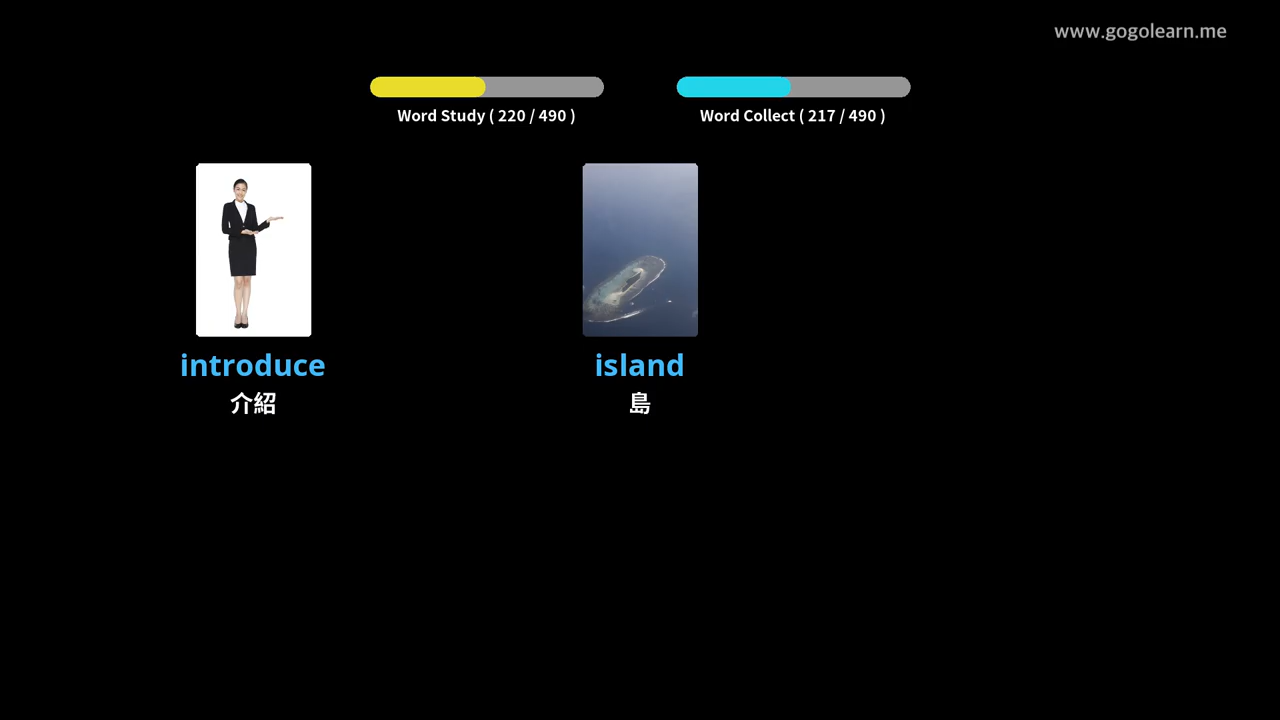 www.gogolearn.me
Word Study ( 220 / 490 )
Word Collect ( 217 / 490 )
introduce
介紹
island
島